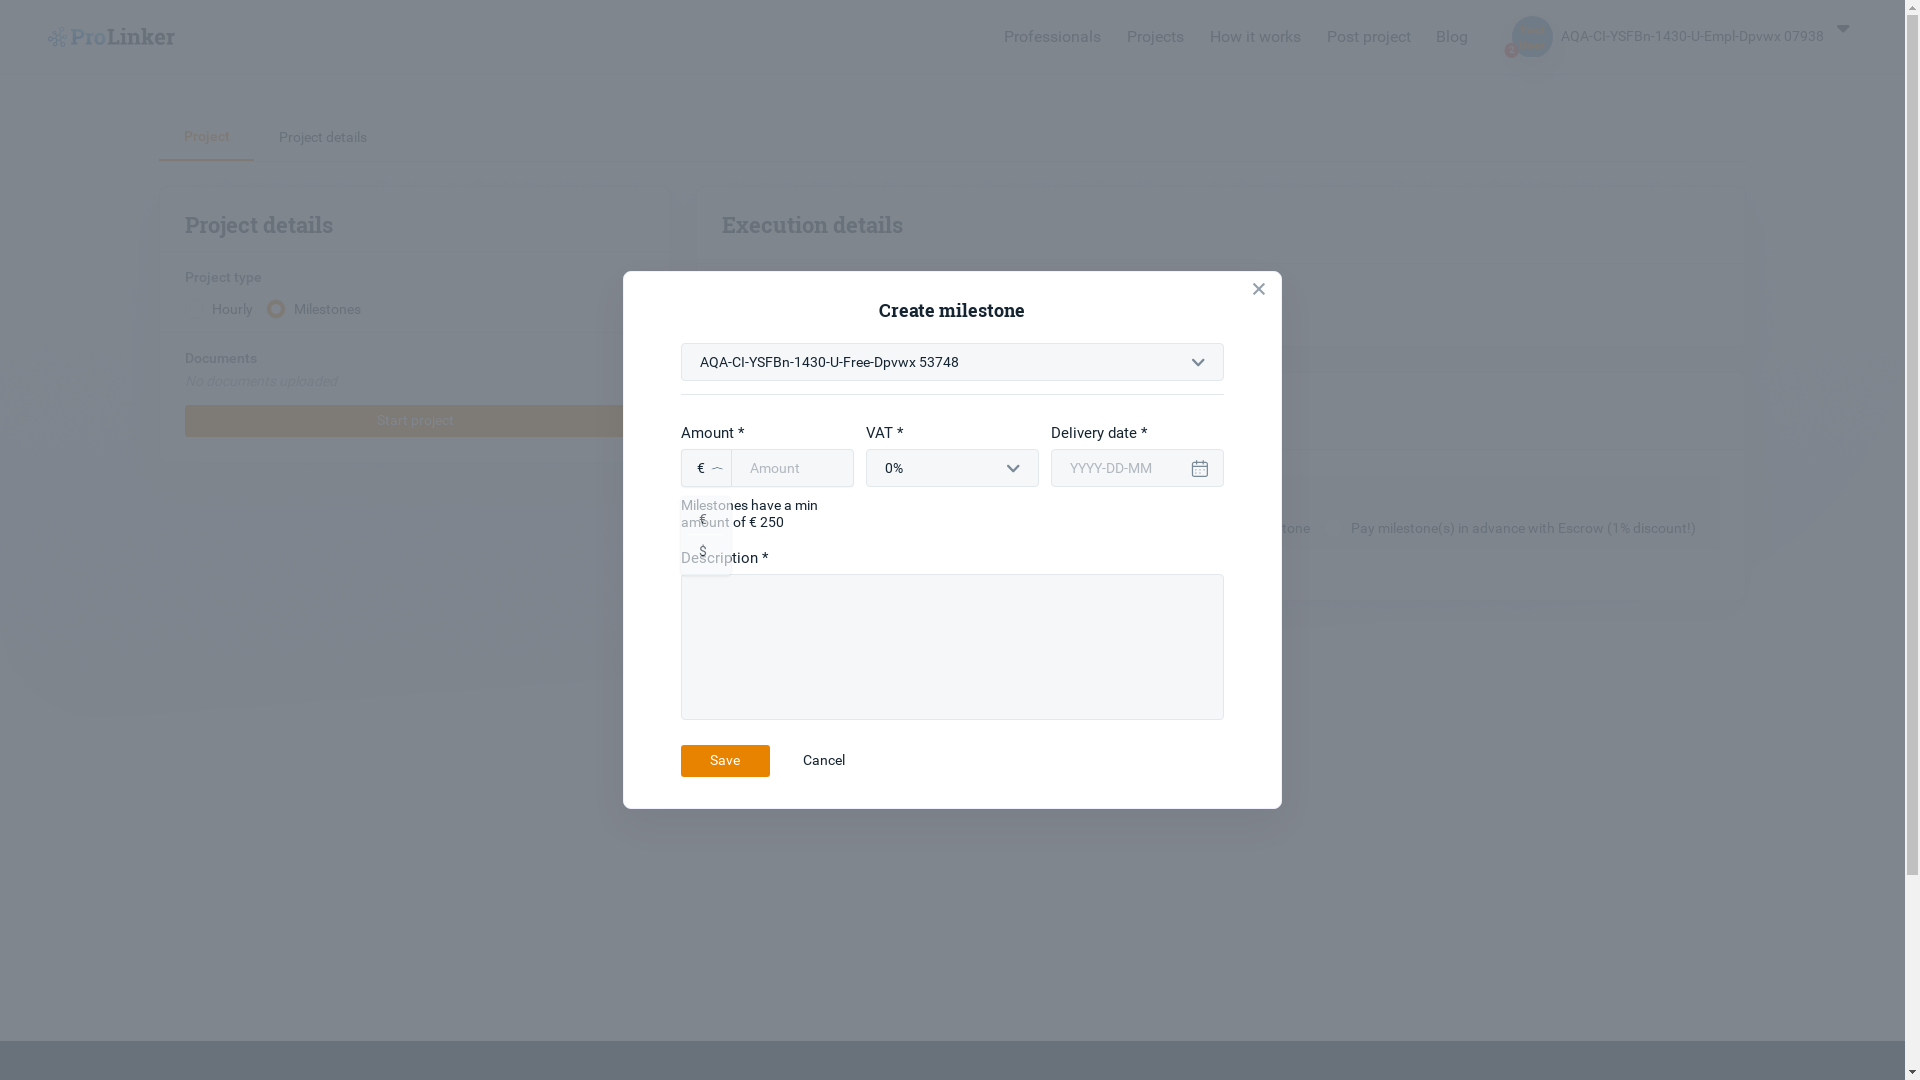 ProLinker
Professionals Projects How it works Post project Blog
AQA-CI-YSFBn-1430-U-Empl-Dpvwx 07938
Project Project details
Project details
Execution details
Project type
Hourly Milestones
Documents
No documents uploaded
Start project
Create milestone
AQA-CI-YSFBn-1430-U-Free-Dpvwx 53748
Amount * VAT * Delivery date *
€ Amount 0% YYYY-DD-MM
Milestones have a min
amount of € 250
€
$
tone Pay milestone(s) in advance with Escrow (1% discount!)
Description *
Save Cancel